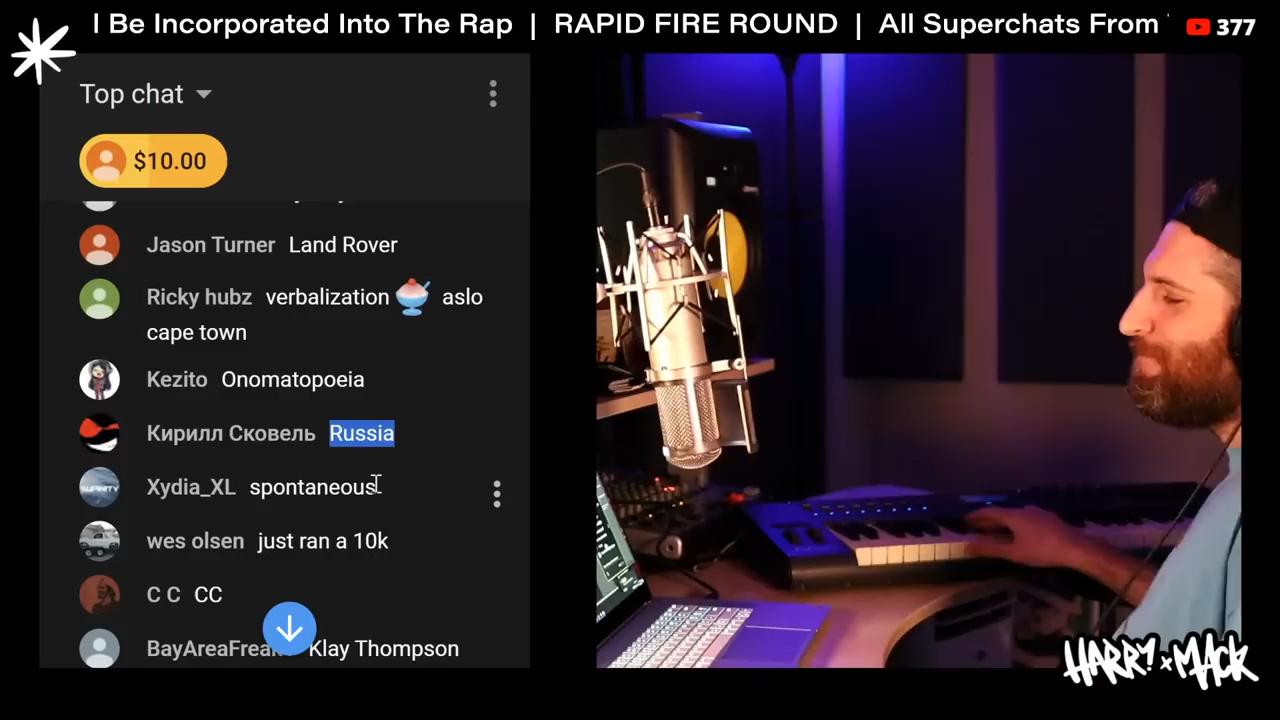 I Be Incorporated Into The Rap | RAPID FIRE ROUND | All Superchats From
377
Top chat
$10.00
Jason Turner Land Rover
Ricky hubz verbalization 🍧 aslo
cape town
Kezito Onomatopoeia
Кирилл Сковель Russia
Xydia_XL spontaneous
wes olsen just ran a 10k
C C CC
BayAreaFrea Klay Thompson
HARRY x MACK